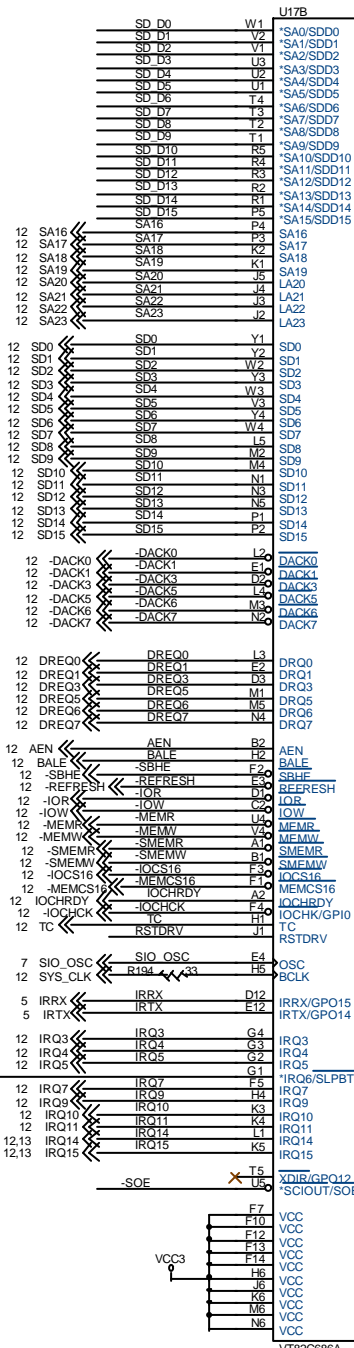 U17B
SD_D0 W1 *SA0/SDD0
SD_D1 V2 *SA1/SDD1
SD_D2 V1 *SA2/SDD2
SD_D3 U3 *SA3/SDD3
SD_D4 U2 *SA4/SDD4
SD_D5 U1 *SA5/SDD5
SD_D6 T4 *SA6/SDD6
SD_D7 T3 *SA7/SDD7
SD_D8 T2 *SA8/SDD8
SD_D9 T1 *SA9/SDD9
SD_D10 R5 *SA10/SDD10
SD_D11 R4 *SA11/SDD11
SD_D12 R3 *SA12/SDD12
SD_D13 R2 *SA13/SDD13
SD_D14 R1 *SA14/SDD14
SD_D15 P5 *SA15/SDD15
12 SA16 SA16 P4 SA16
12 SA17 SA17 P3 SA17
12 SA18 SA18 K2 SA18
12 SA19 SA19 K1 SA19
12 SA20 SA20 J5 LA20
12 SA21 SA21 J4 LA21
12 SA22 SA22 J3 LA22
12 SA23 SA23 J2 LA23
12 SD0 SD0 Y1 SD0
12 SD1 SD1 Y2 SD1
12 SD2 SD2 W2 SD2
12 SD3 SD3 Y3 SD3
12 SD4 SD4 W3 SD4
12 SD5 SD5 V3 SD5
12 SD6 SD6 Y4 SD6
12 SD7 SD7 W4 SD7
12 SD8 SD8 L5 SD8
12 SD9 SD9 M2 SD9
12 SD10 SD10 M4 SD10
12 SD11 SD11 N1 SD11
12 SD12 SD12 N3 SD12
12 SD13 SD13 N5 SD13
12 SD14 SD14 P1 SD14
12 SD15 SD15 P2 SD15
12 -DACK0 -DACK0 L2 DACK0
12 -DACK1 -DACK1 E1 DACK1
12 -DACK3 -DACK3 D2 DACK3
12 -DACK5 -DACK5 L4 DACK5
12 -DACK6 -DACK6 M3 DACK6
12 -DACK7 -DACK7 N2 DACK7
12 DREQ0 DREQ0 L3 DRQ0
12 DREQ1 DREQ1 E2 DRQ1
12 DREQ3 DREQ3 D3 DRQ3
12 DREQ5 DREQ5 M1 DRQ5
12 DREQ6 DREQ6 M5 DRQ6
12 DREQ7 DREQ7 N4 DRQ7
12 AEN AEN B2 AEN
12 BALE BALE H2 BALE
12 -SBHE -SBHE F2 SBHE
12 -REFRESH -REFRESH E3 REFRESH
12 -IOR -IOR D1 IOR
12 -IOW -IOW C2 IOW
12 -MEMR -MEMR U4 MEMR
12 -MEMW -MEMW V4 MEMW
12 -SMEMR -SMEMR A1 SMEMR
12 -SMEMW -SMEMW B1 SMEMW
12 -IOCS16 -IOCS16 F3 IOCS16
12 -MEMCS16 -MEMCS16 F1 MEMCS16
12 IOCHRDY IOCHRDY A2 IOCHRDY
12 -IOCHCK -IOCHCK F4 IOCHK/GPI0
12 TC TC H1 TC
RSTDRV J1 RSTDRV
7 SIO_OSC SIO_OSC E4 OSC
12 SYS_CLK R194 33 H5 BCLK
5 IRRX IRRX D12 IRRX/GPO15
5 IRTX IRTX E12 IRTX/GPO14
12 IRQ3 IRQ3 G4 IRQ3
12 IRQ4 IRQ4 G3 IRQ4
12 IRQ5 IRQ5 G2 IRQ5
G1 *IRQ6/SLPBT
12 IRQ7 IRQ7 F5 IRQ7
12 IRQ9 IRQ9 H4 IRQ9
12 IRQ10 IRQ10 K3 IRQ10
12 IRQ11 IRQ11 K4 IRQ11
12,13 IRQ14 IRQ14 L1 IRQ14
12,13 IRQ15 IRQ15 K5 IRQ15
T5 XDIR/GPO12
-SOE U5 *SCIOUT/SOE
F7 VCC
F10 VCC
F12 VCC
F13 VCC
F14 VCC
VCC3 H6 VCC
J6 VCC
K6 VCC
M6 VCC
N6 VCC
VT82C686A